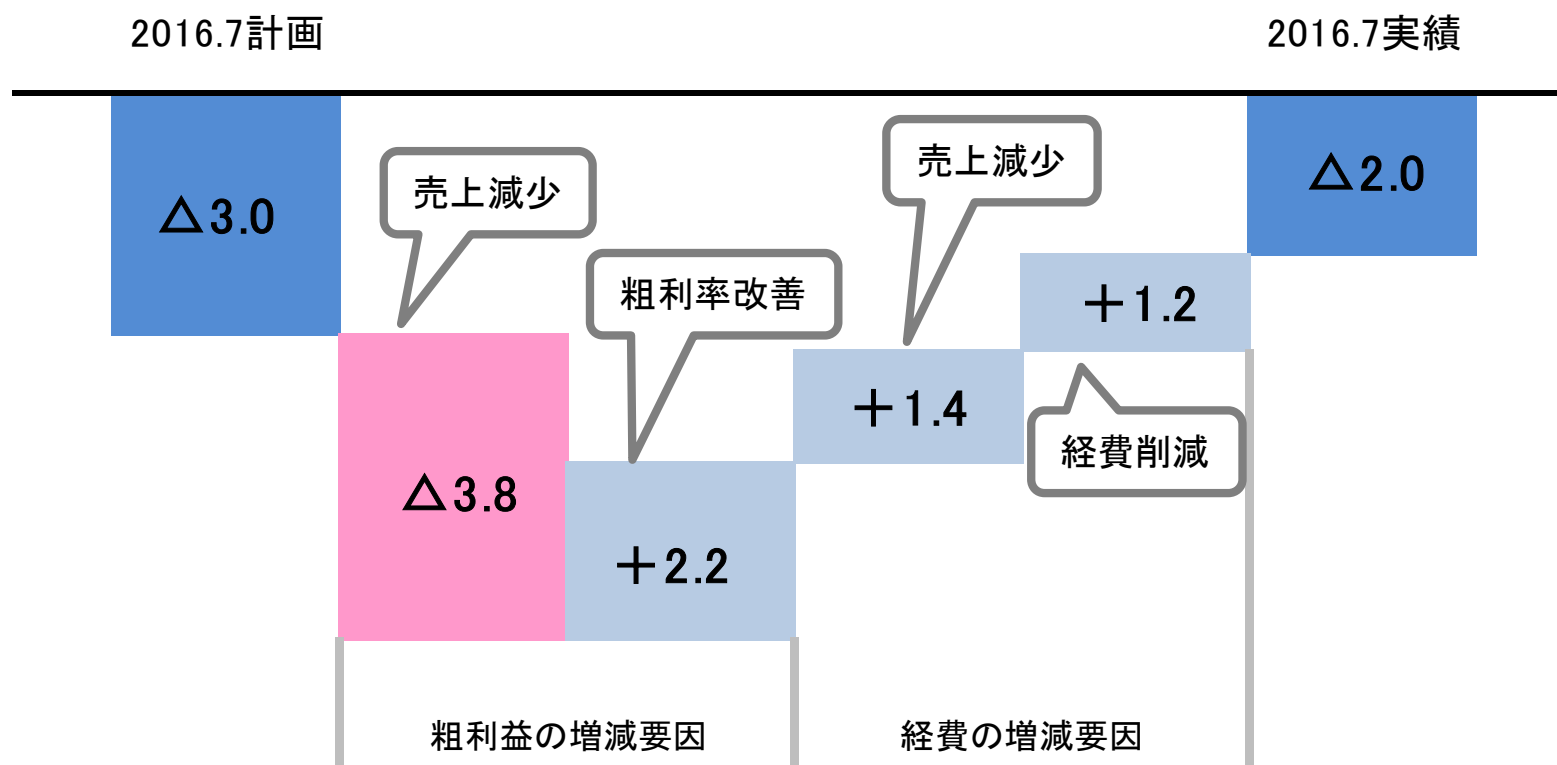 2016.7計画
2016.7実績
△3.0
売上減少
△3.8
粗利率改善
＋2.2
売上減少
＋1.4
＋1.2
経費削減
△2.0
粗利益の増減要因
経費の増減要因